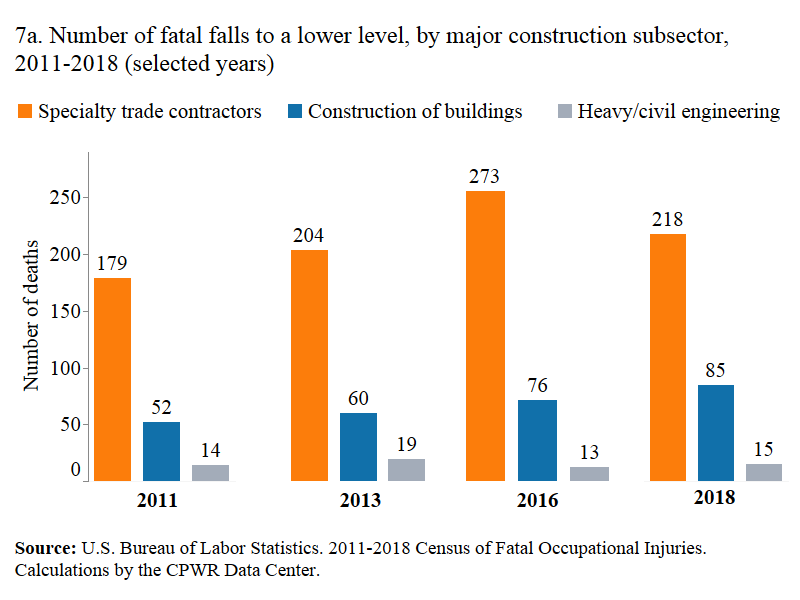 7a. Number of fatal falls to a lower level, by major construction subsector,
2011-2018 (selected years)
Specialty trade contractors Construction of buildings Heavy/civil engineering
Number of deaths
250
200
150
100
50
0
179
52
14
204
60
19
273
76
13
218
85
15
2011 2013 2016 2018
Source: U.S. Bureau of Labor Statistics. 2011-2018 Census of Fatal Occupational Injuries.
Calculations by the CPWR Data Center.